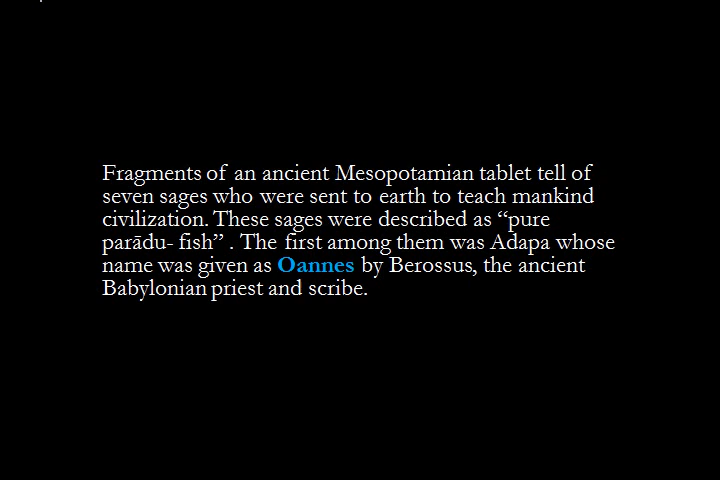 Fragments of an ancient Mesopotamian tablet tell of
seven sages who were sent to earth to teach mankind
civilization. These sages were described as “pure
parādu- fish” . The first among them was Adapa whose
name was given as Oannes by Berossus, the ancient
Babylonian priest and scribe.